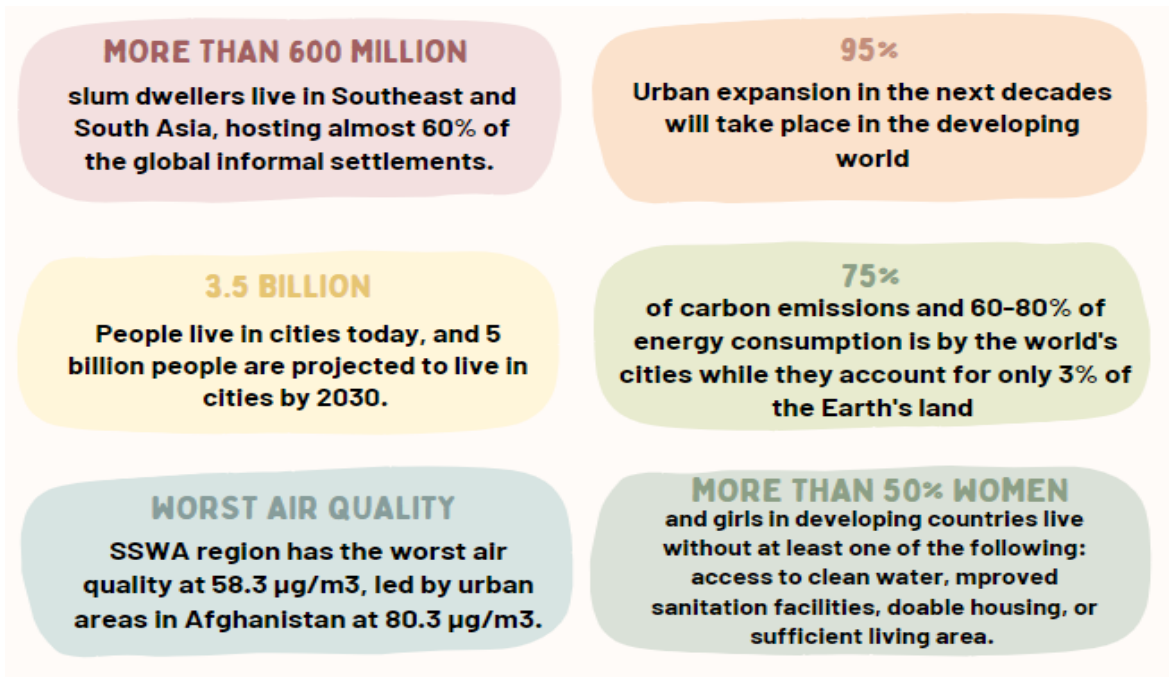 MORE THAN 600 MILLION
slum dwellers live in Southeast and
South Asia, hosting almost 60% of
the global informal settlements.
95%
Urban expansion in the next decades
will take place in the developing
world
3.5 BILLION
People live in cities today, and 5
billion people are projected to live in
cities by 2030.
75%
of carbon emissions and 60-80% of
energy consumption is by the world's
cities while they account for only 3% of
the Earth's land
WORST AIR QUALITY
SSWA region has the worst air
quality at 58.3 µg/m3, led by urban
areas in Afghanistan at 80.3 µg/m3.
MORE THAN 50% WOMEN
and girls in developing countries live
without at least one of the following:
access to clean water, mproved
sanitation facilities, doable housing, or
sufficient living area.